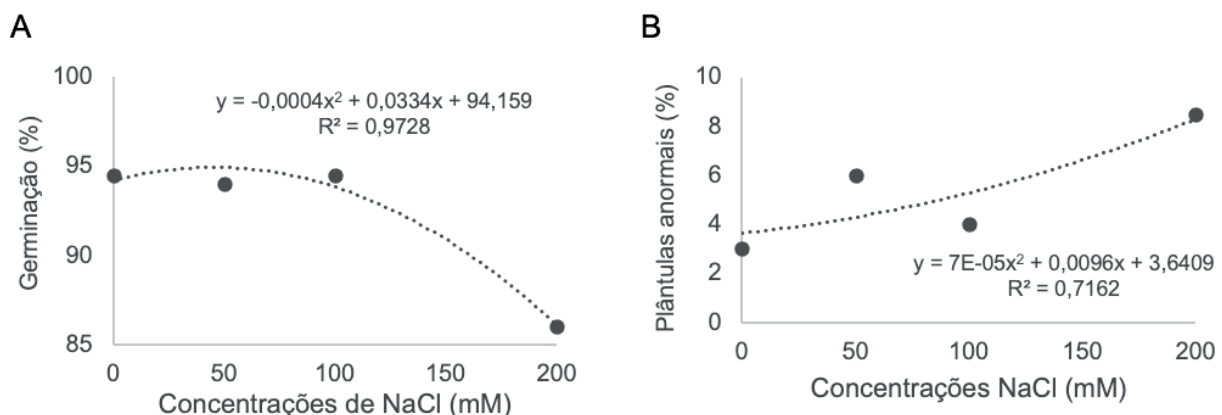 A
Germinação (%)
100
95
90
85
y = -0,0004x² + 0,0334x + 94,159
R² = 0,9728
0 50 100 150 200
Concentrações de NaCl (mM)
B
Plântulas anormais (%)
10
8
6
4
2
0
y = 7E-05x² + 0,0096x + 3,6409
R² = 0,7162
0 50 100 150 200
Concentrações NaCl (mM)